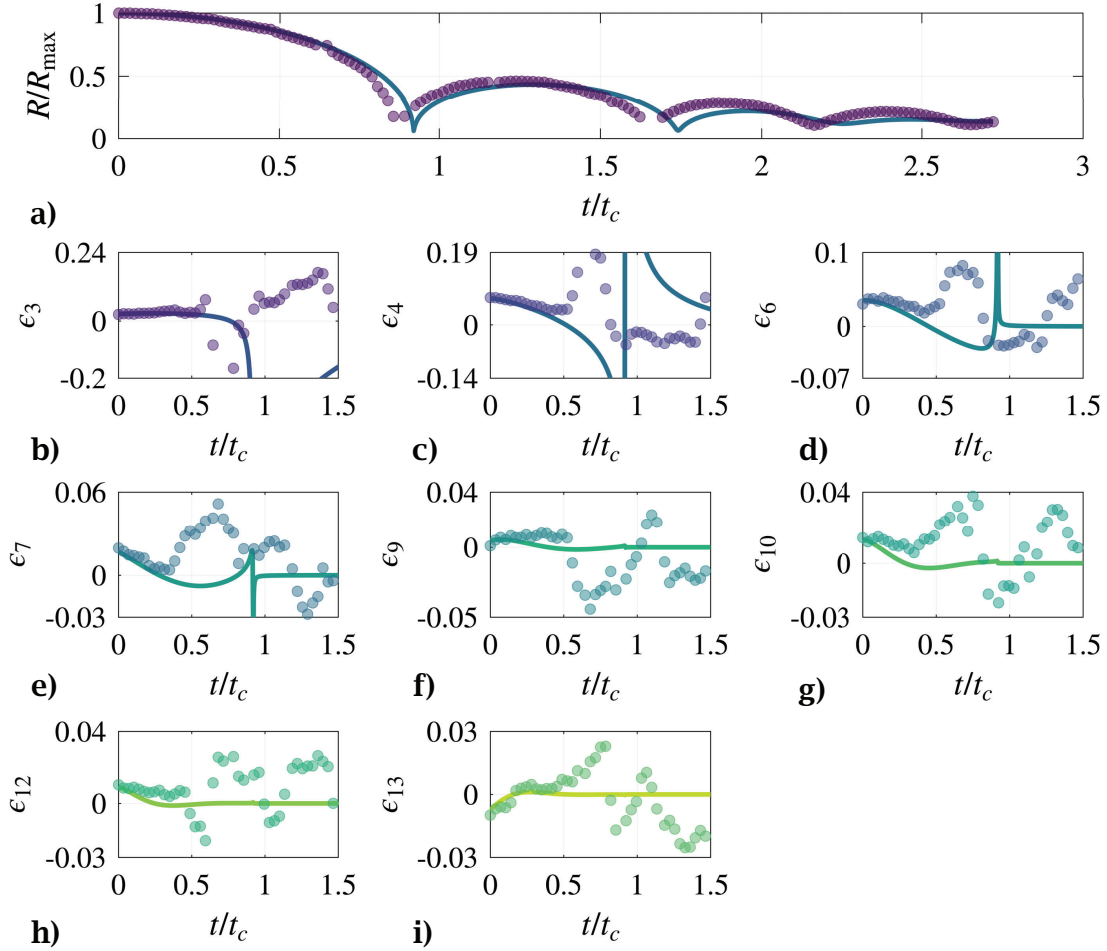 1
0.5
0
R/R_max
0 0.5 1 1.5 2 2.5 3
t/t_c
a)
0.24 0.19 0.1
0 0 0
-0.2 -0.14 -0.07
ϵ_3 ϵ_4 ϵ_6
0 0.5 1 1.5 0 0.5 1 1.5 0 0.5 1 1.5
b) t/t_c c) t/t_c d) t/t_c
0.06 0.04 0.04
0 0 0
-0.03 -0.05 -0.03
ϵ_7 ϵ_9 ϵ_10
0 0.5 1 1.5 0 0.5 1 1.5 0 0.5 1 1.5
e) t/t_c f) t/t_c g) t/t_c
0.04 0.03
0 0
-0.03 -0.03
ϵ_12 ϵ_13
0 0.5 1 1.5 0 0.5 1 1.5
h) t/t_c i) t/t_c